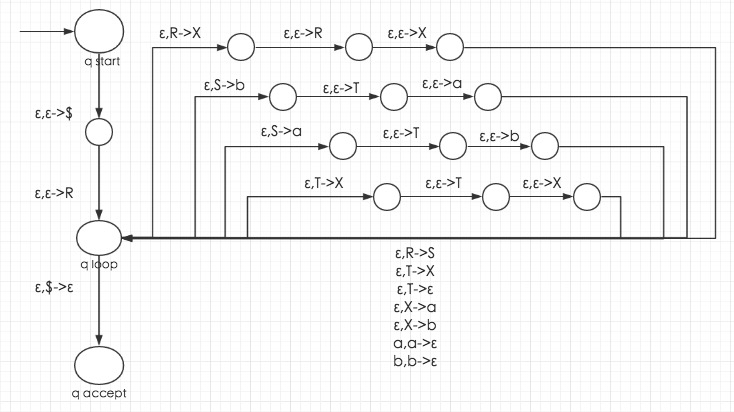 ε,R->X ε,ε->R ε,ε->X
q start
ε,S->b ε,ε->T ε,ε->a
ε,ε->$
ε,S->a ε,ε->T ε,ε->b
ε,T->X ε,ε->T ε,ε->X
ε,ε->R
q loop
ε,R->S
ε,T->X
ε,$->ε
ε,T->ε
ε,X->a
ε,X->b
a,a->ε
b,b->ε
q accept